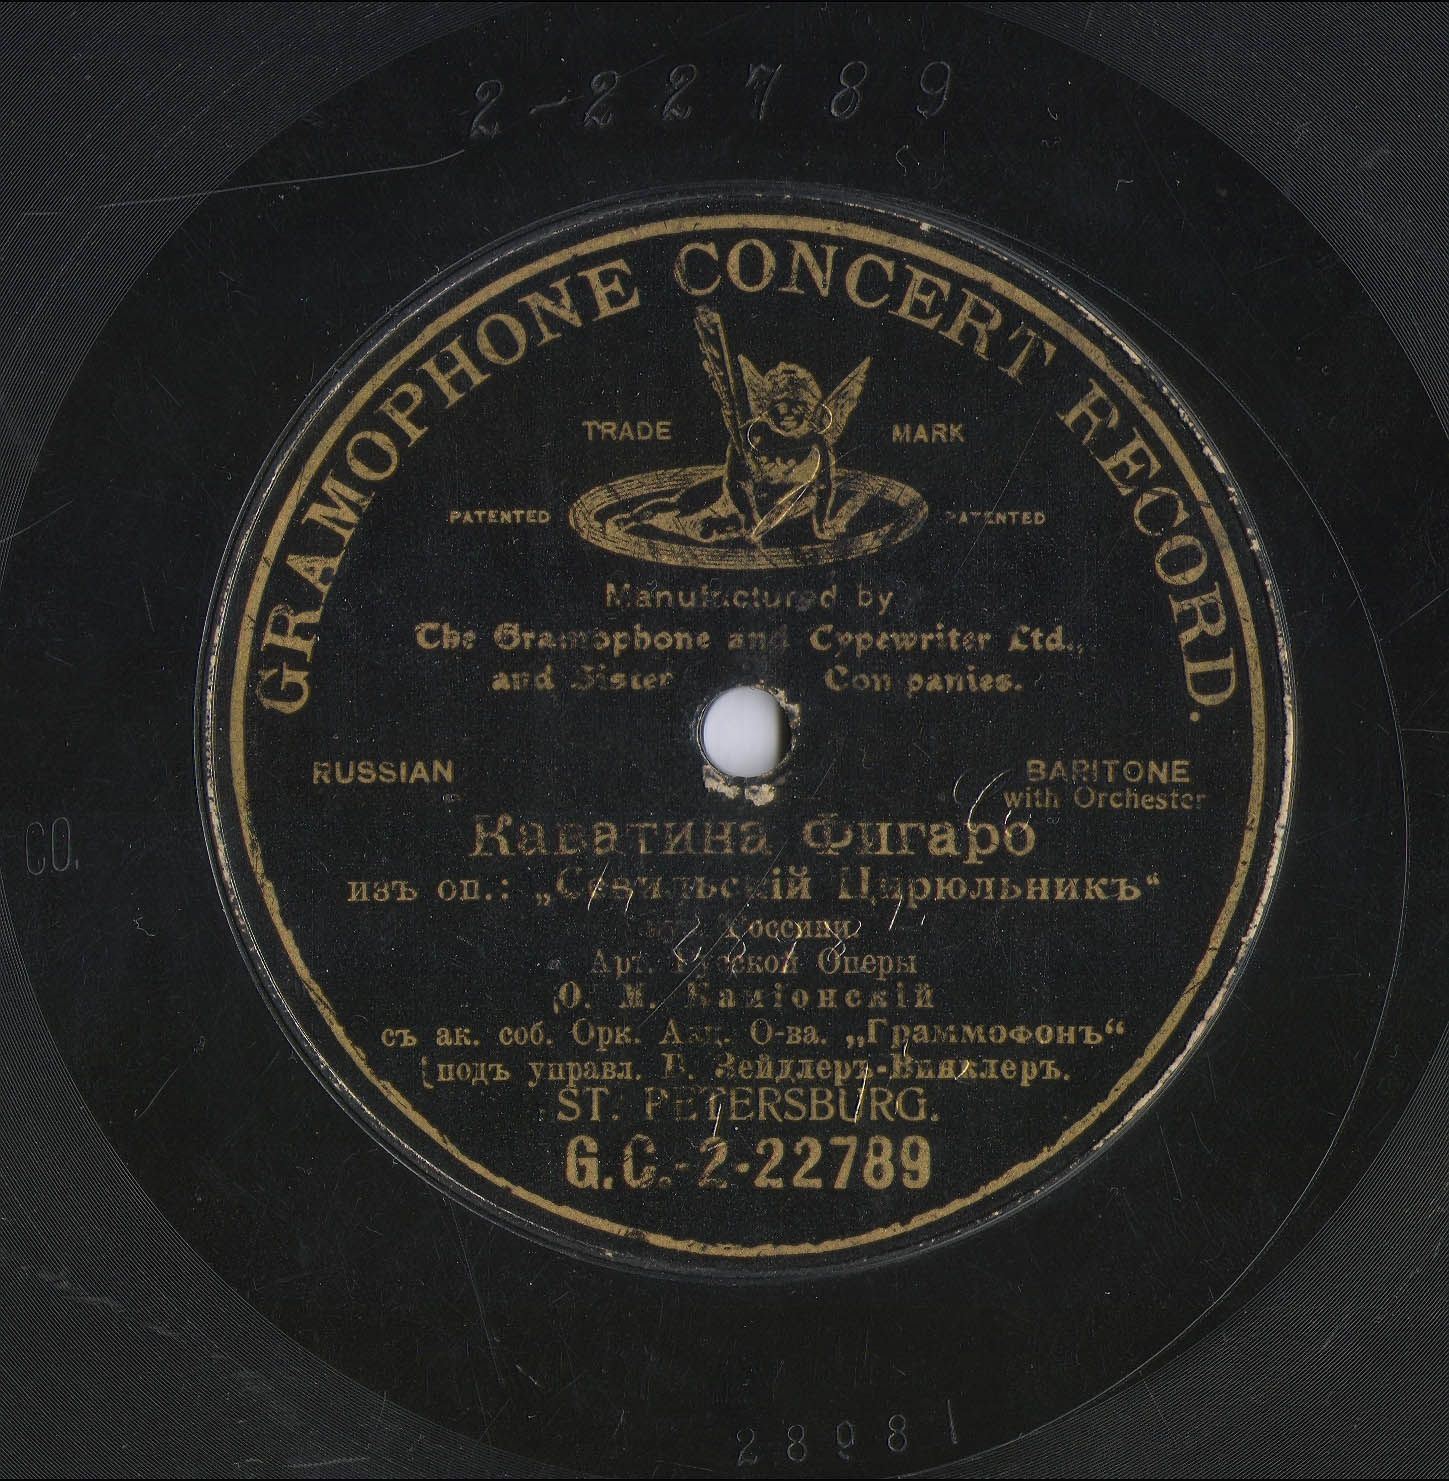 2-22789
GRAMOPHONE CONCERT RECORD.
TRADE MARK
PATENTED PATENTED
Manufactured by
The Gramophone and Typewriter Ltd.,
and Sister Companies.
RUSSIAN
BARITONE
with Orchester
Каватина Фигаро
изъ оп.: „Севильскій Цирюльникъ“
Россини.
Арт. Русской Оперы
О. М. Каміонскій
съ ак. соб. Орк. Акц. О-ва. „Граммофонъ“
подъ управл. Б. Зейдлеръ-Винклеръ.
ST. PETERSBURG.
G.C.-2-22789
CO.